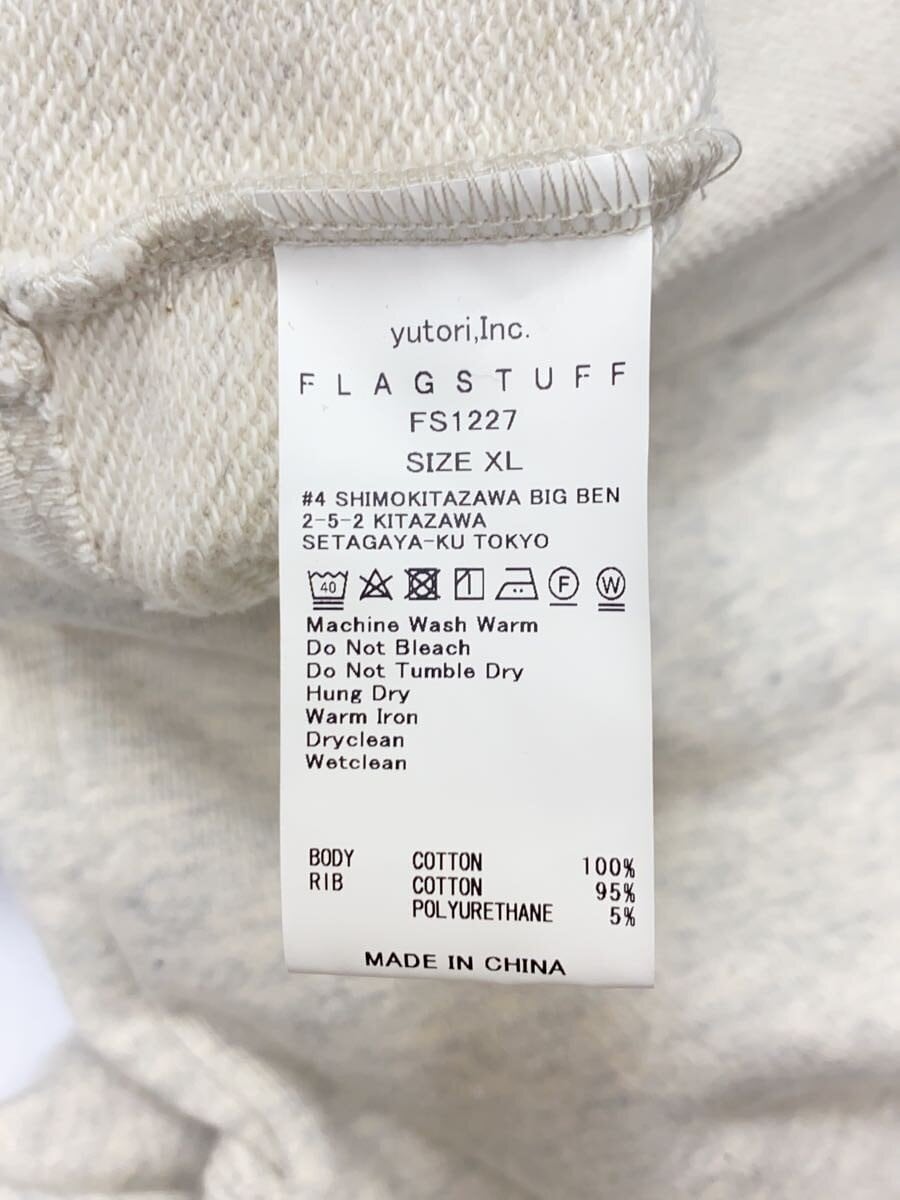 yutori,Inc.
FLAGSTUFF
FS1227
SIZE XL
#4 SHIMOKITAZAWA BIG BEN
2-5-2 KITAZAWA
SETAGAYA-KU TOKYO
40 F W
Machine Wash Warm
Do Not Bleach
Do Not Tumble Dry
Hung Dry
Warm Iron
Dryclean
Wetclean
BODY COTTON 100%
RIB COTTON 95%
POLYURETHANE 5%
MADE IN CHINA